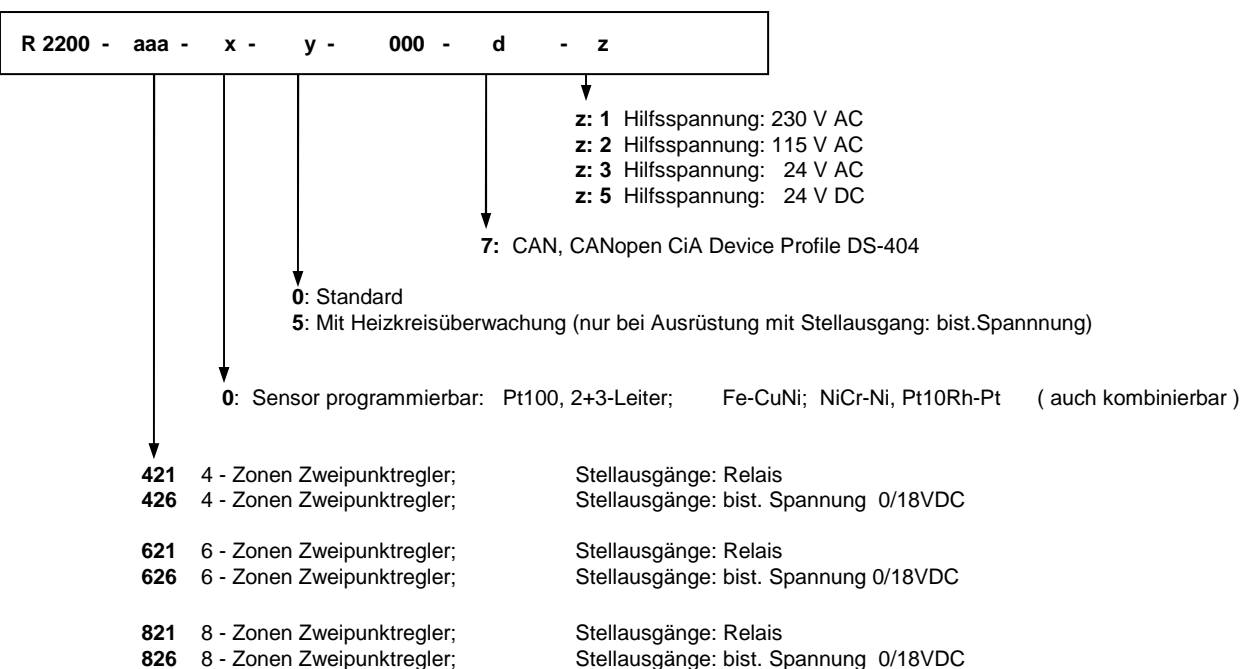 R 2200 - aaa - x - y - 000 - d - z
z: 1 Hilfsspannung: 230 V AC
z: 2 Hilfsspannung: 115 V AC
z: 3 Hilfsspannung: 24 V AC
z: 5 Hilfsspannung: 24 V DC
7: CAN, CANopen CiA Device Profile DS-404
0: Standard
5: Mit Heizkreisüberwachung (nur bei Ausrüstung mit Stellausgang: bist.Spannnung)
0: Sensor programmierbar: Pt100, 2+3-Leiter; Fe-CuNi; NiCr-Ni, Pt10Rh-Pt ( auch kombinierbar )
421 4 - Zonen Zweipunktregler; Stellausgänge: Relais
426 4 - Zonen Zweipunktregler; Stellausgänge: bist. Spannung 0/18VDC
621 6 - Zonen Zweipunktregler; Stellausgänge: Relais
626 6 - Zonen Zweipunktregler; Stellausgänge: bist. Spannung 0/18VDC
821 8 - Zonen Zweipunktregler; Stellausgänge: Relais
826 8 - Zonen Zweipunktregler; Stellausgänge: bist. Spannung 0/18VDC